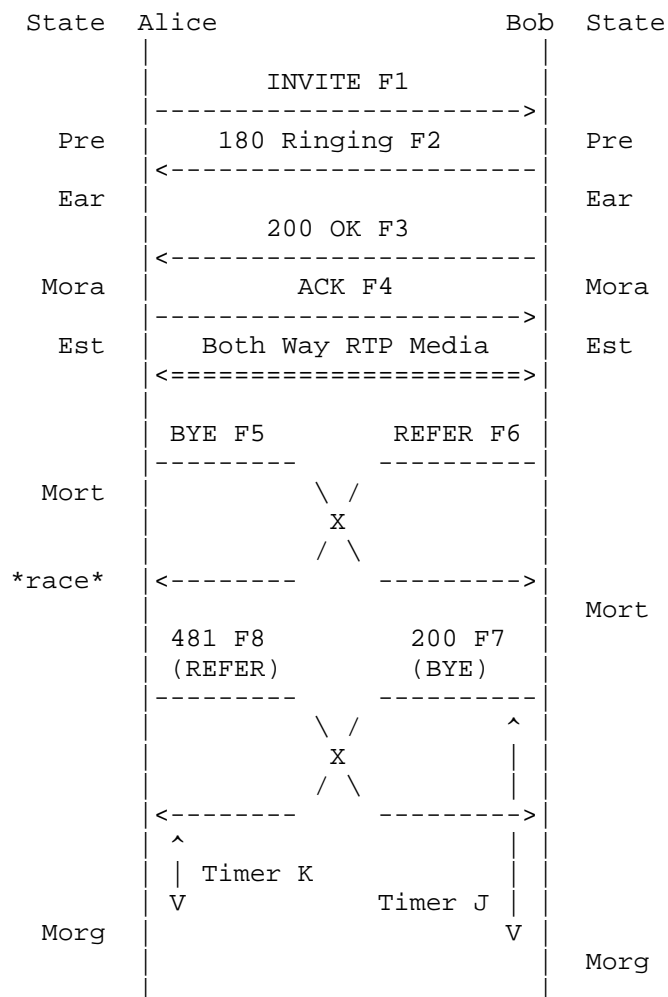 State Alice Bob State
INVITE F1
Pre 180 Ringing F2 Pre
Ear Ear
200 OK F3
Mora ACK F4 Mora
Est Both Way RTP Media Est
BYE F5 REFER F6
Mort
X
*race*
Mort
481 F8 200 F7
(REFER) (BYE)
X
Timer K
Timer J
Morg
Morg